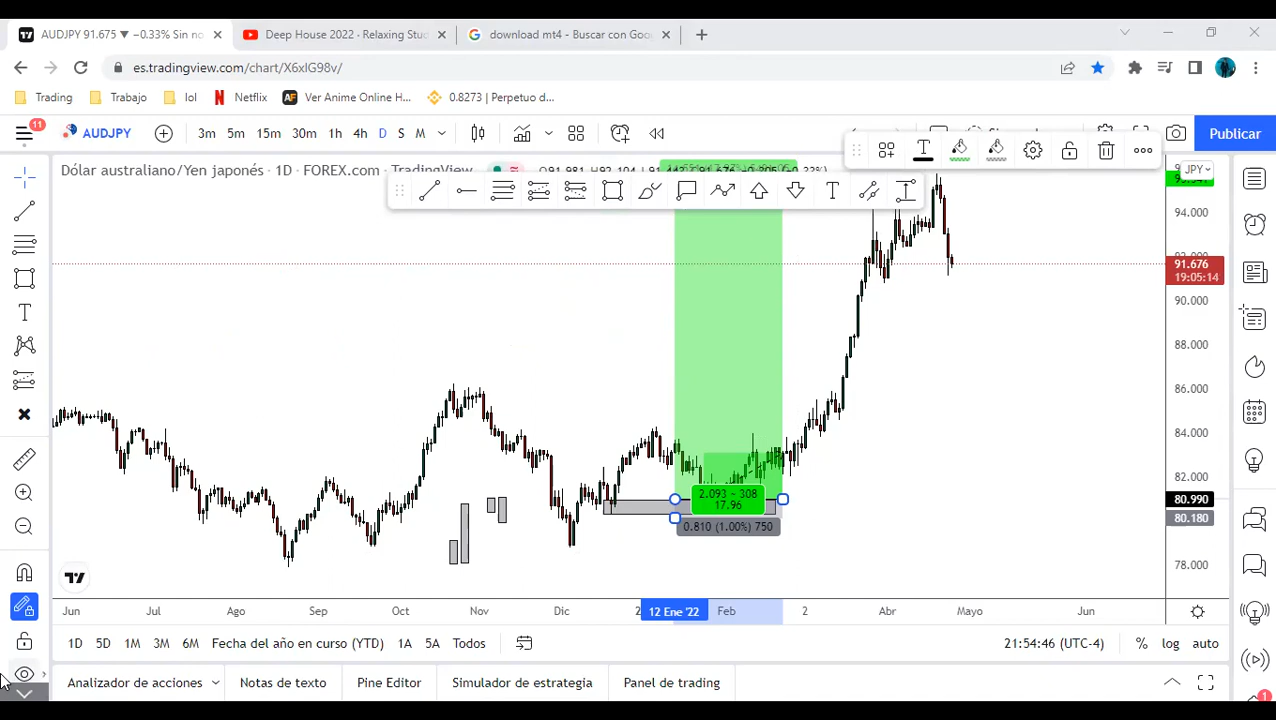 AUDJPY 91.675 ▼ −0.33% Sin no
Deep House 2022 · Relaxing Stud
download mt4 - Buscar con Goo
es.tradingview.com/chart/X6xIG98v/
Trading
Trabajo
lol
Netflix
Ver Anime Online H...
0.8273 | Perpetuo d...
11
AUDJPY
3m
5m
15m
30m
1h
4h
D
S
M
Publicar
Dólar australiano/Yen japonés · 1D · FOREX.com · TradingView
JPY
94.000
91.676
19:05:14
90.000
88.000
86.000
84.000
82.000
80.990
80.180
78.000
2.093 - 308
17.96
0.810 (1.00%) 750
Jun
Jul
Ago
Sep
Oct
Nov
Dic
2
12 Ene '22
Feb
2
Abr
Mayo
Jun
1D
5D
1M
3M
6M
Fecha del año en curso (YTD)
1A
5A
Todos
21:54:46 (UTC-4)
%
log
auto
Analizador de acciones
Notas de texto
Pine Editor
Simulador de estrategia
Panel de trading
1